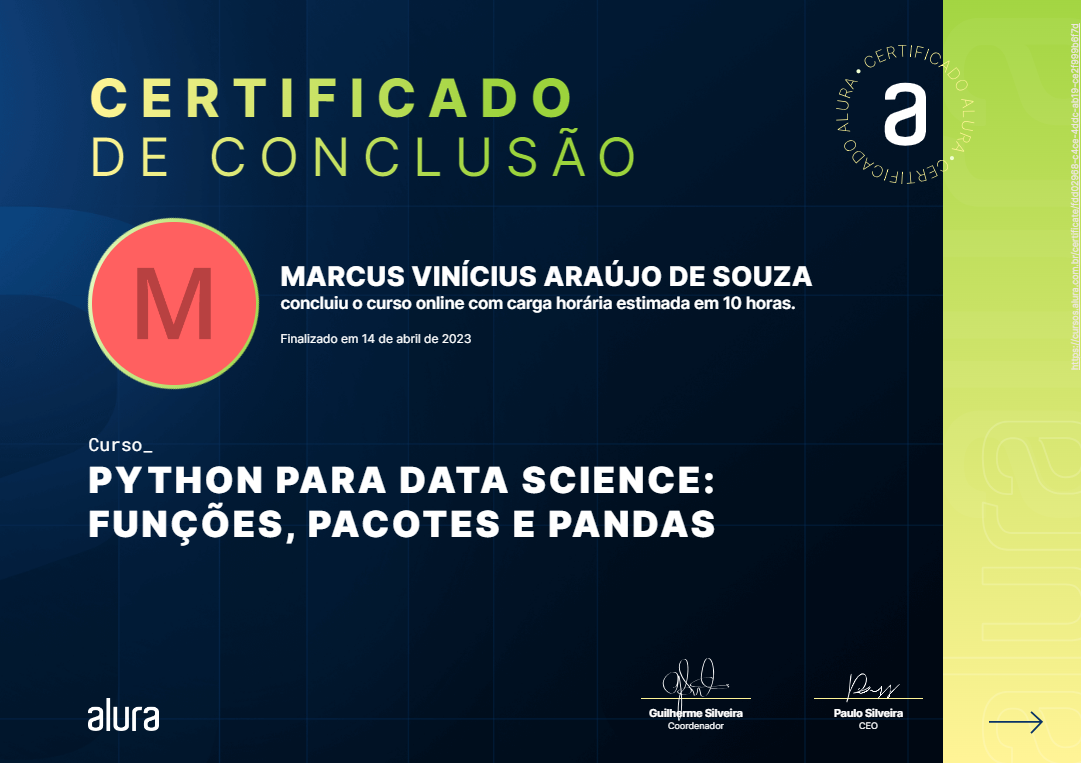 CERTIFICADO
DE CONCLUSÃO
CERTIFICADO ALURA • CERTIFICADO ALURA •
a
M
MARCUS VINÍCIUS ARAÚJO DE SOUZA
concluiu o curso online com carga horária estimada em 10 horas.
Finalizado em 14 de abril de 2023
Curso_
PYTHON PARA DATA SCIENCE:
FUNÇÕES, PACOTES E PANDAS
alura
Guilherme Silveira
Coordenador
Paulo Silveira
CEO
alura